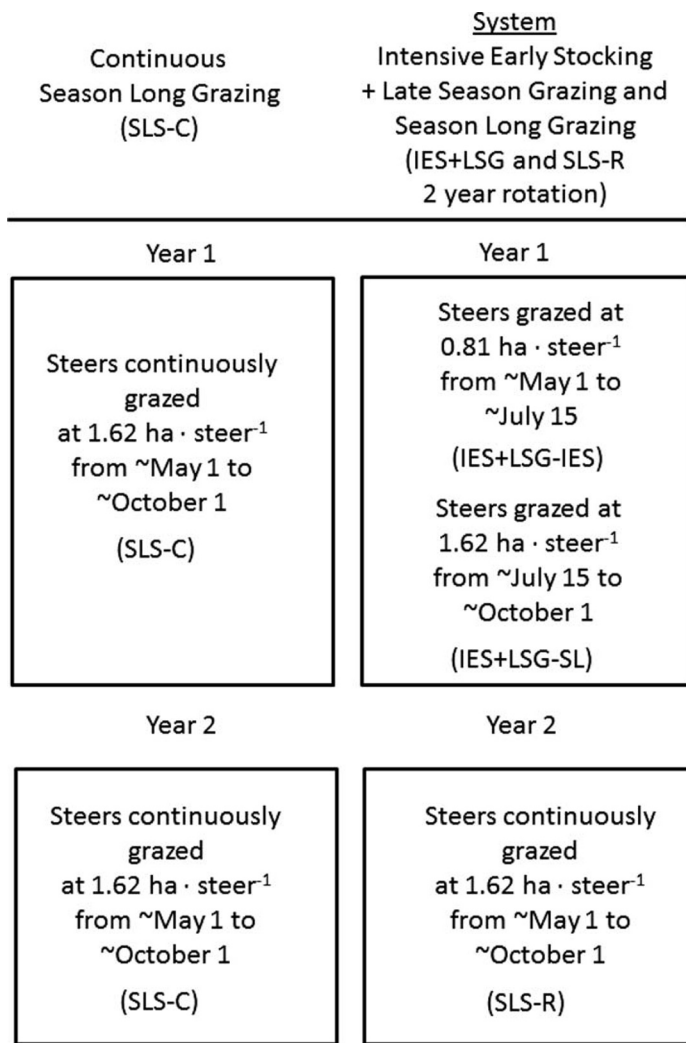 Continuous
Season Long Grazing
(SLS-C)
System
Intensive Early Stocking
+ Late Season Grazing and
Season Long Grazing
(IES+LSG and SLS-R
2 year rotation)
Year 1
Steers continuously
grazed
at 1.62 ha · steer⁻¹
from ~May 1 to
~October 1
(SLS-C)
Year 1
Steers grazed at
0.81 ha · steer⁻¹
from ~May 1 to
~July 15
(IES+LSG-IES)
Steers grazed at
1.62 ha · steer⁻¹
from ~July 15 to
~October 1
(IES+LSG-SL)
Year 2
Steers continuously
grazed
at 1.62 ha · steer⁻¹
from ~May 1 to
~October 1
(SLS-C)
Year 2
Steers continuously
grazed
at 1.62 ha · steer⁻¹
from ~May 1 to
~October 1
(SLS-R)